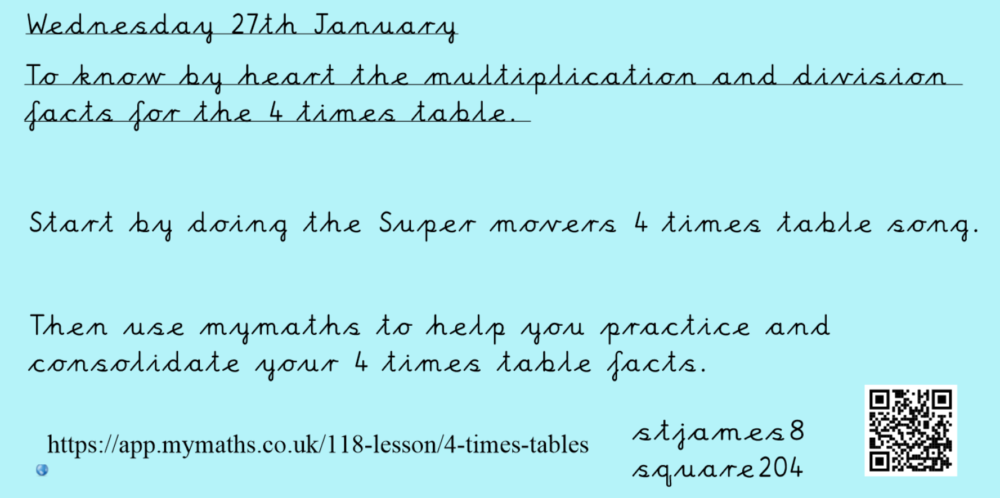 Wednesday 27th January
To know by heart the multiplication and division
facts for the 4 times table.
Start by doing the Super movers 4 times table song.
Then use mymaths to help you practice and
consolidate your 4 times table facts.
https://app.mymaths.co.uk/118-lesson/4-times-tables
stjames8
square204